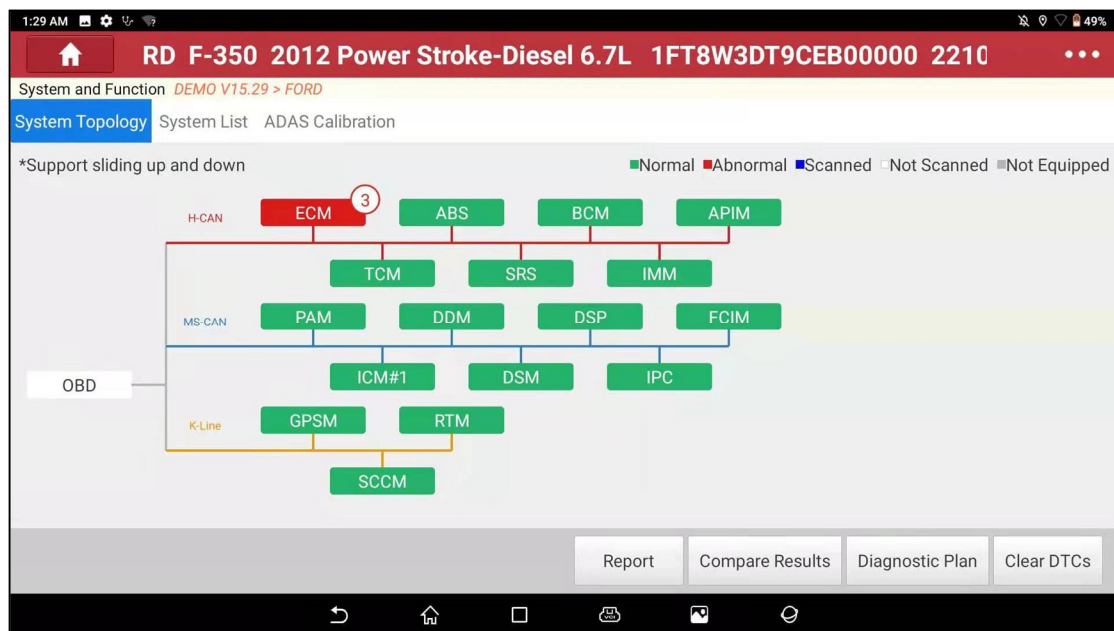 1:29 AM 49%
RD F-350 2012 Power Stroke-Diesel 6.7L 1FT8W3DT9CEB00000 2210
System and Function DEMO V15.29 > FORD
System Topology System List ADAS Calibration
*Support sliding up and down Normal Abnormal Scanned Not Scanned Not Equipped
H-CAN ECM 3 ABS BCM APIM
TCM SRS IMM
MS-CAN PAM DDM DSP FCIM
ICM#1 DSM IPC
OBD
K-Line GPSM RTM
SCCM
Report Compare Results Diagnostic Plan Clear DTCs
VCI